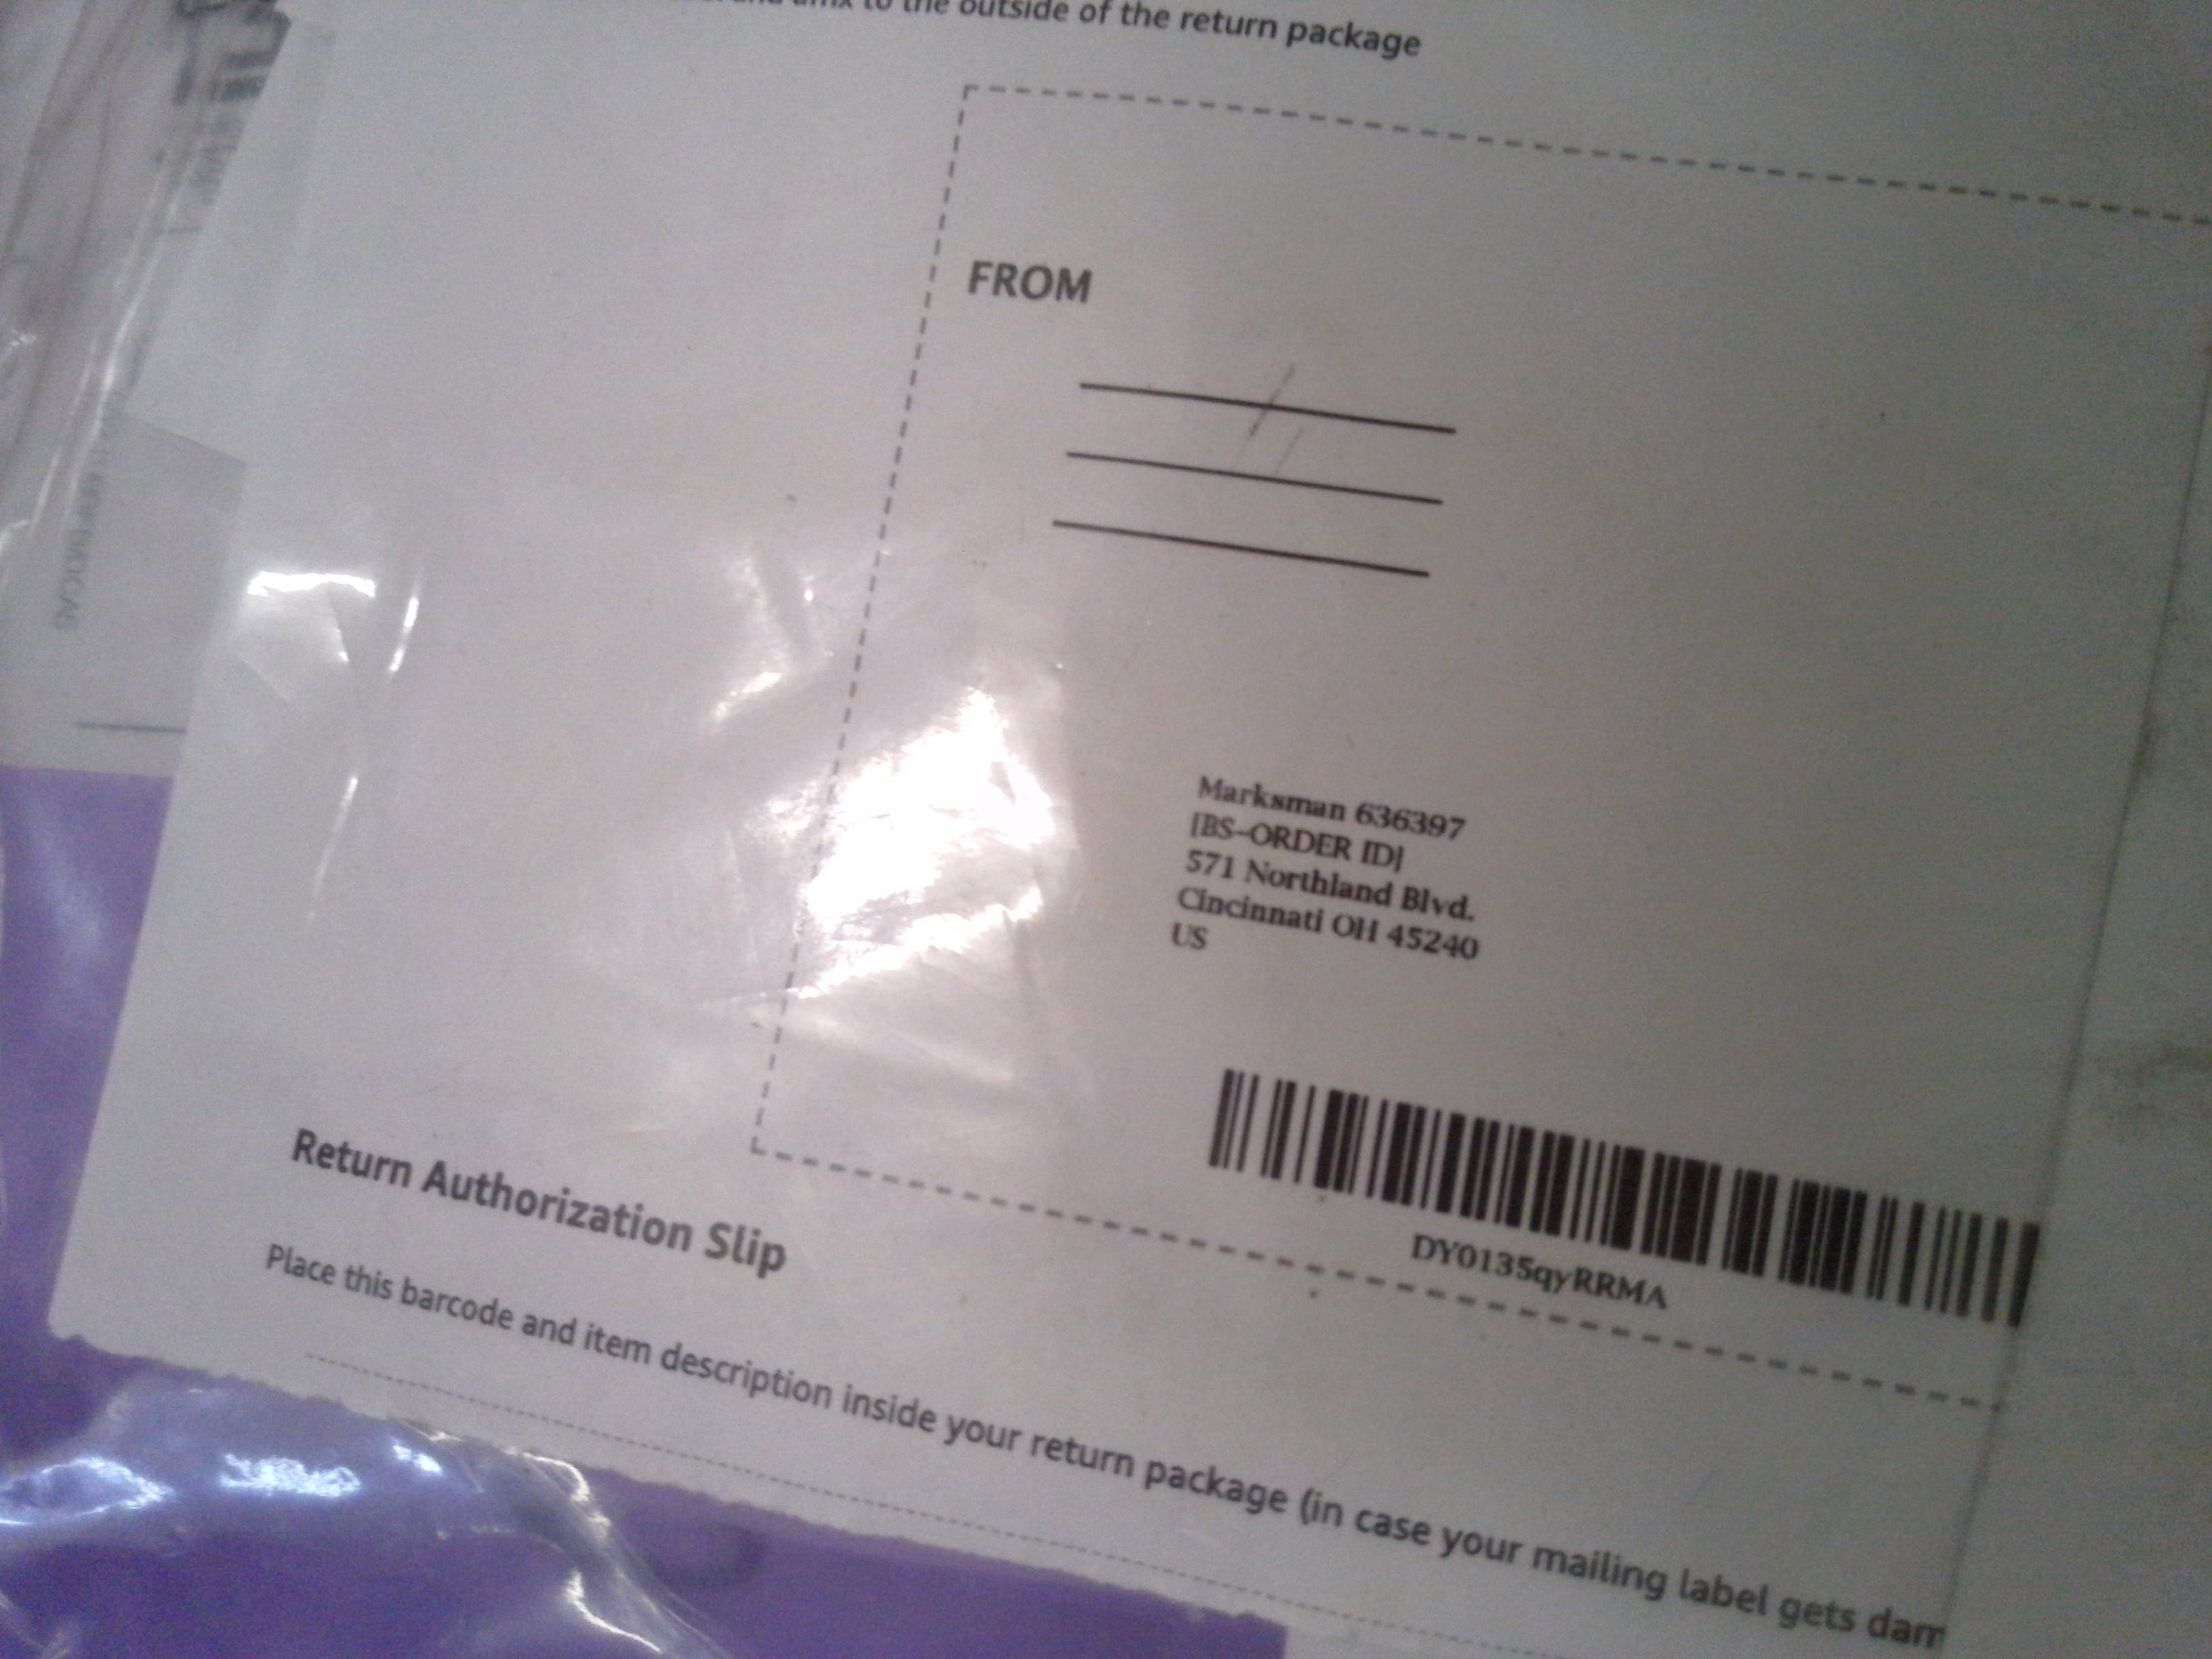 to the outside of the return package
FROM
Marksman 636397
[BS-ORDER ID]
571 Northland Blvd.
Cincinnati OH 45240
US
DY0135qyRRMA
Return Authorization Slip
Place this barcode and item description inside your return package (in case your mailing label gets dam